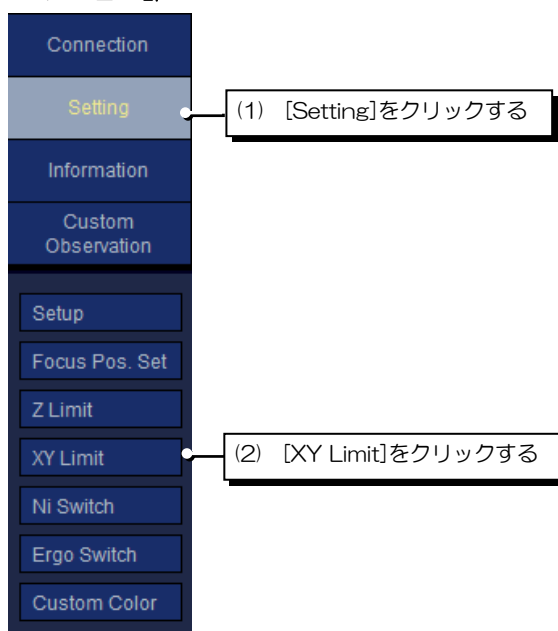 Connection
Setting
(1) [Setting]をクリックする
Information
Custom
Observation
Setup
Focus Pos. Set
Z Limit
XY Limit
(2) [XY Limit]をクリックする
Ni Switch
Ergo Switch
Custom Color